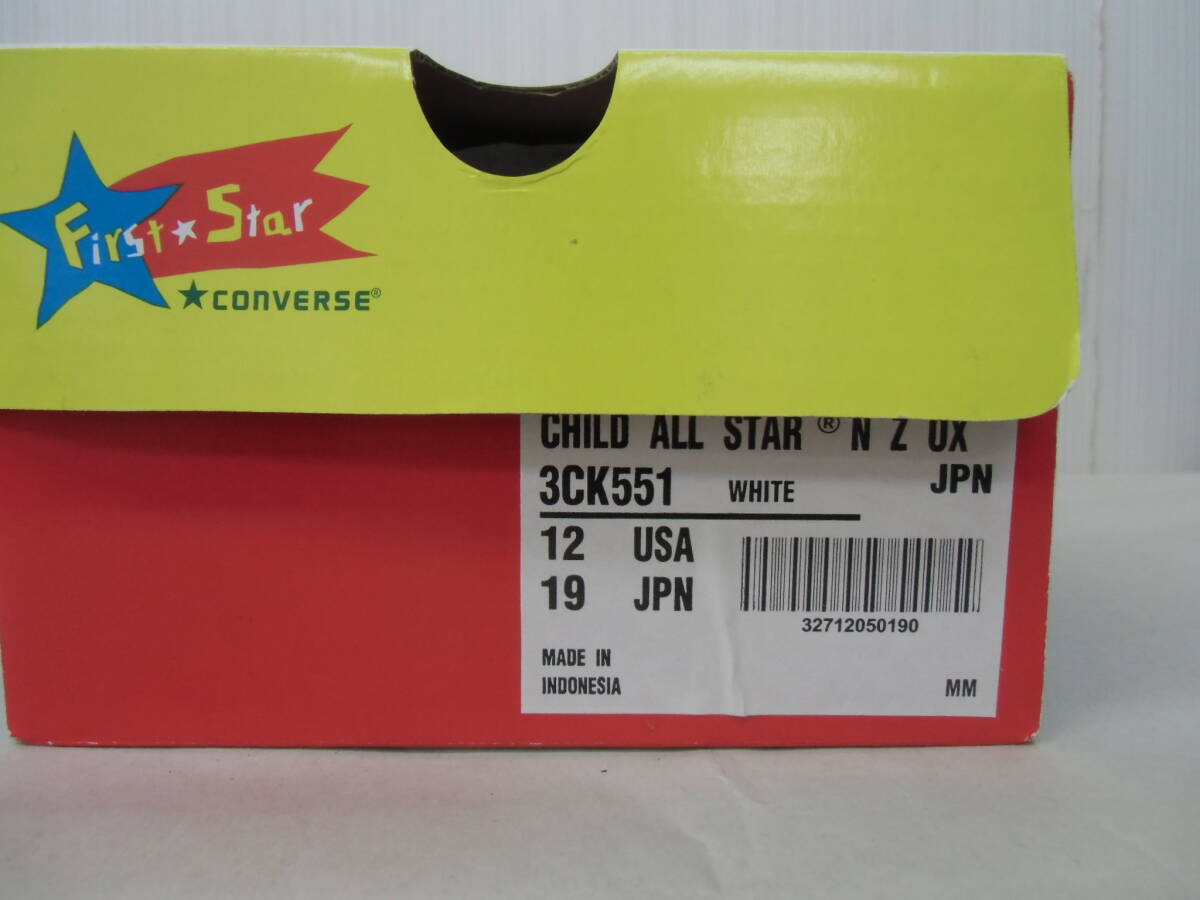 First★Star
★CONVERSE®
CHILD ALL STAR ® N Z OX
3CK551 WHITE JPN
12 USA
19 JPN
32712050190
MADE IN
INDONESIA
MM